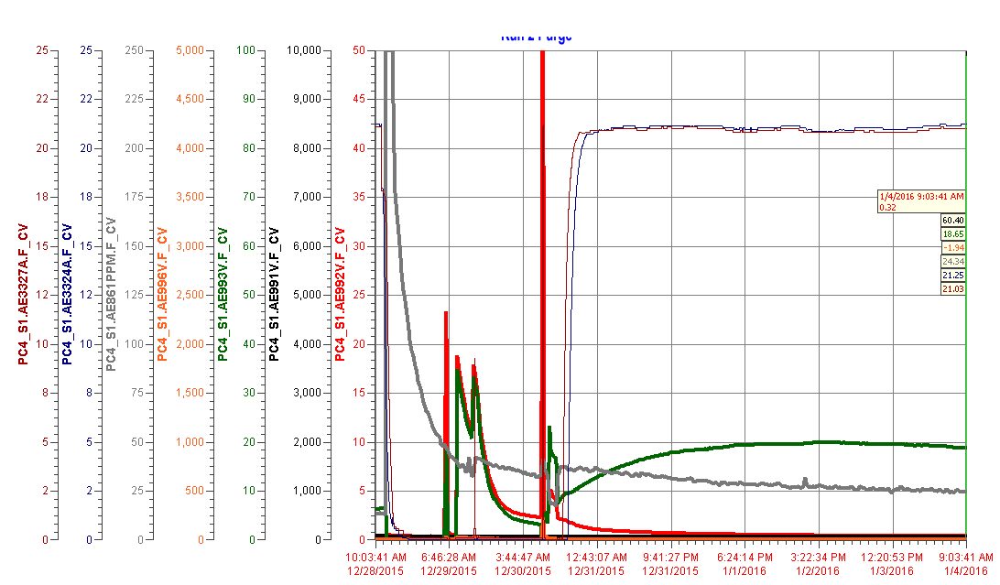 Run 2 Purge
25 25 250 5,000 100 10,000 50
22 22 225 4,500 90 9,000 45
20 20 200 4,000 80 8,000 40
18 18 175 3,500 70 7,000 35
15 15 150 3,000 60 6,000 30
12 12 125 2,500 50 5,000 25
10 10 100 2,000 40 4,000 20
8 8 75 1,500 30 3,000 15
5 5 50 1,000 20 2,000 10
2 2 25 500 10 1,000 5
0 0 0 0 0 0 0
PC4_S1.AE3327A.F_CV
PC4_S1.AE3324A.F_CV
PC4_S1.AE861PPM.F_CV
PC4_S1.AE996V.F_CV
PC4_S1.AE993V.F_CV
PC4_S1.AE991V.F_CV
PC4_S1.AE992V.F_CV
1/4/2016 9:03:41 AM
0.32
60.40
18.65
-1.94
24.34
21.25
21.03
10:03:41 AM 6:46:28 AM 3:44:47 AM 12:43:07 AM 9:41:27 PM 6:24:14 PM 3:22:34 PM 12:20:53 PM 9:03:41 AM
12/28/2015 12/29/2015 12/30/2015 12/31/2015 12/31/2015 1/1/2016 1/2/2016 1/3/2016 1/4/2016